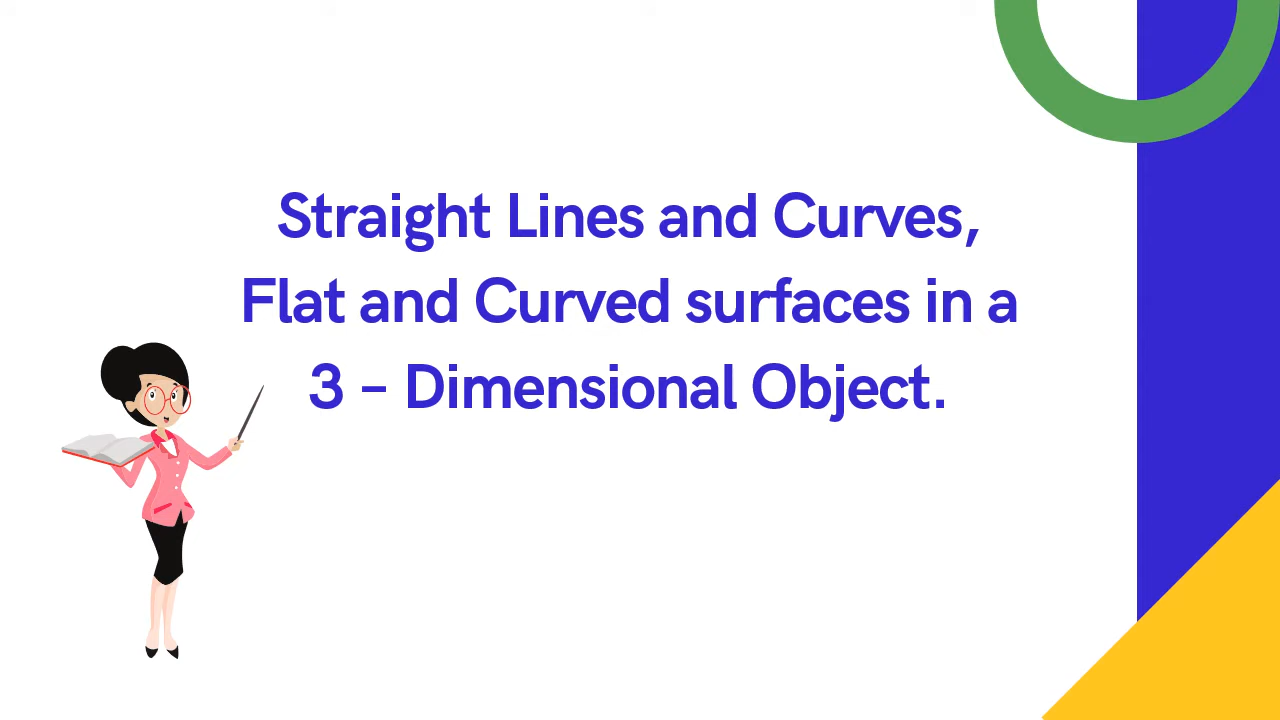 Straight Lines and Curves,
Flat and Curved surfaces in a
3 – Dimensional Object.